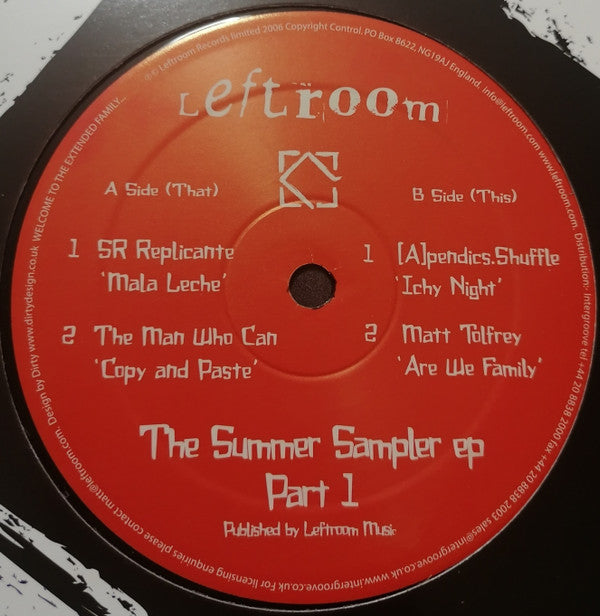 WELCOME TO THE EXTENDED FAMILY...
℗ © Leftroom Records limited 2006 Copyright Control, PO Box 8622, NG19AJ England. info@leftroom.com www.leftroom.com. Distribution: Intergroove tel +44 20 8838 2000 fax +44 20 8838 2003 sales@intergroove.co.uk www.intergroove.co.uk For licensing enquiries please contact matt@leftroom.com. Design by Dirty www.dirtydesign.co.uk
Leftroom
A Side (That)
1 SR Replicante
'Mala Leche'
2 The Man Who Can
'Copy and Paste'
B Side (This)
1 [A]pendics.Shuffle
'Ichy Night'
2 Matt Tolfrey
'Are We Family'
The Summer Sampler ep
Part 1
Published by Leftroom Music